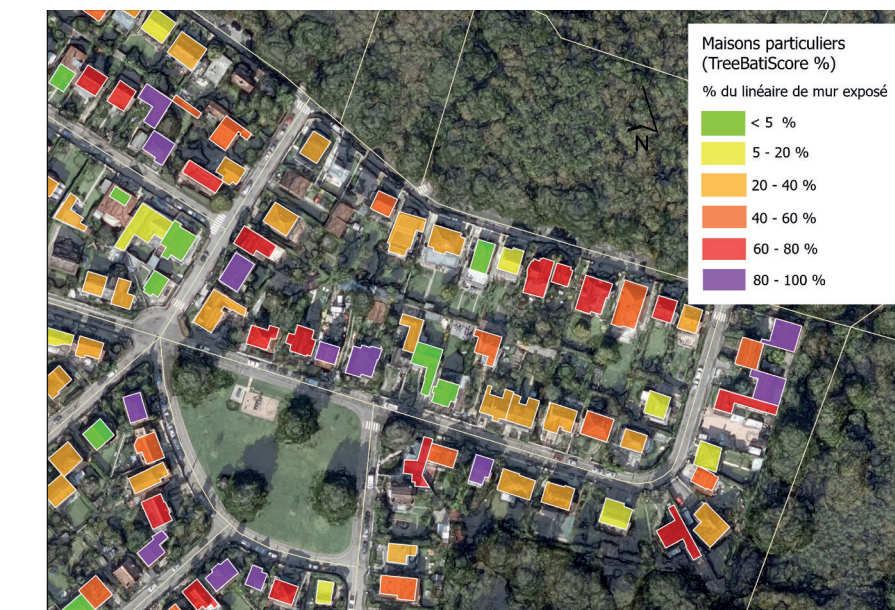 Maisons particuliers
(TreeBatiScore %)
% du linéaire de mur exposé
< 5 %
5 - 20 %
20 - 40 %
40 - 60 %
60 - 80 %
80 - 100 %
N